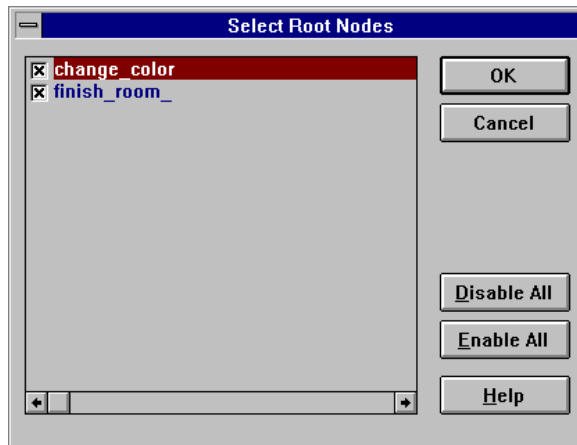 Select Root Nodes
change_color
finish_room_
OK
Cancel
Disable All
Enable All
Help